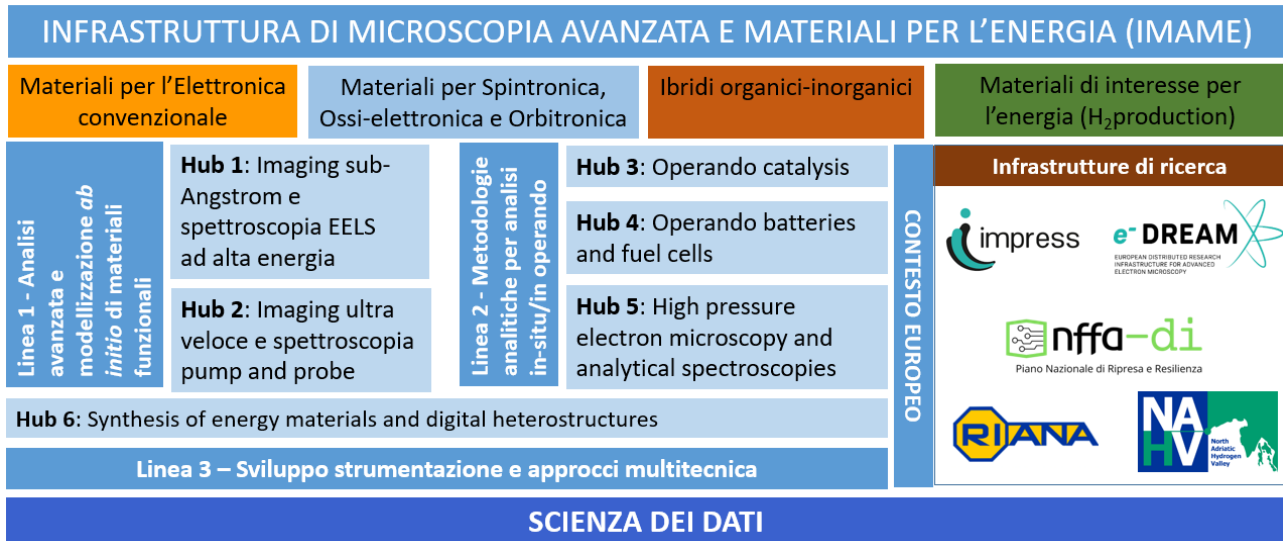 INFRASTRUTTURA DI MICROSCOPIA AVANZATA E MATERIALI PER L'ENERGIA (IMAME)
Materiali per l'Elettronica
convenzionale
Materiali per Spintronica,
Ossi-elettronica e Orbitronica
Ibridi organici-inorganici
Materiali di interesse per
l'energia (H₂production)
Linea 1 - Analisi
avanzata e
modellizzazione ab
initio di materiali
funzionali
Hub 1: Imaging sub-
Angstrom e
spettroscopia EELS
ad alta energia
Hub 2: Imaging ultra
veloce e spettroscopia
pump and probe
Linea 2 - Metodologie
analitiche per analisi
in-situ/in operando
Hub 3: Operando catalysis
Hub 4: Operando batteries
and fuel cells
Hub 5: High pressure
electron microscopy and
analytical spectroscopies
Hub 6: Synthesis of energy materials and digital heterostructures
Linea 3 – Sviluppo strumentazione e approcci multitecnica
CONTESTO EUROPEO
Infrastrutture di ricerca
impress
e-DREAM
EUROPEAN DISTRIBUTED RESEARCH
INFRASTRUCTURE FOR ADVANCED
ELECTRON MICROSCOPY
nffa-di
Piano Nazionale di Ripresa e Resilienza
RIANA
NA
HV
North
Adriatic
Hydrogen
Valley
SCIENZA DEI DATI